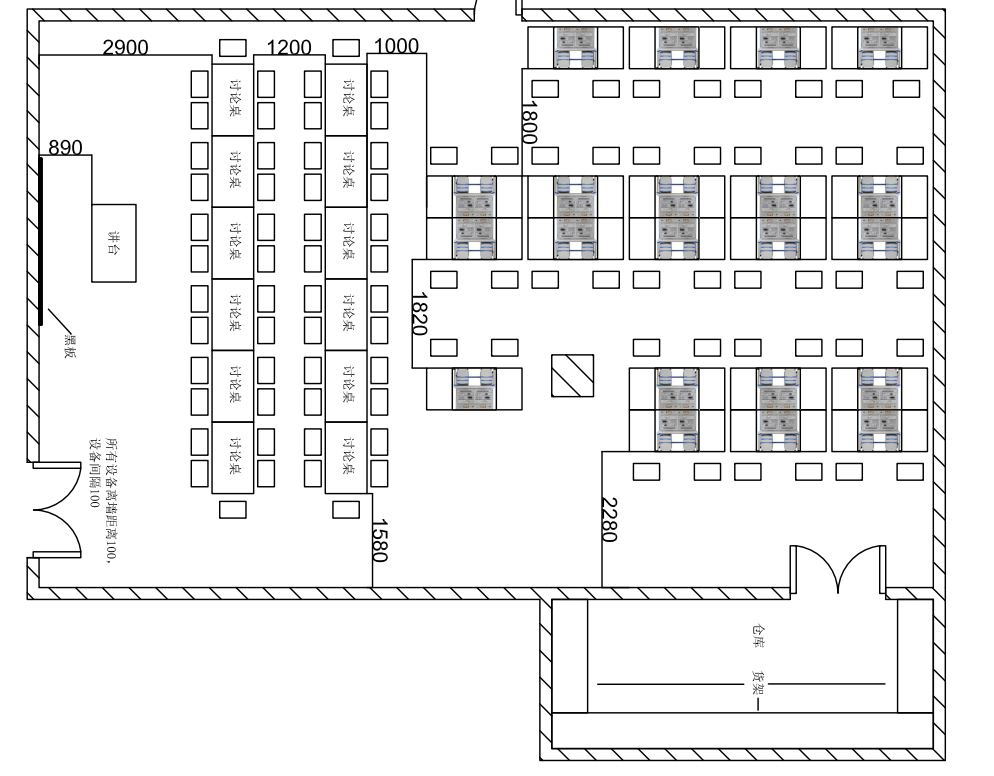 2900
1200
1000
890
1800
1820
1580
2280
讨论桌
讨论桌
讨论桌
讨论桌
讨论桌
讨论桌
讨论桌
讨论桌
讨论桌
讨论桌
讨论桌
讨论桌
讲台
黑板
所有设备离墙距离100,
设备间隔100
仓库
货架